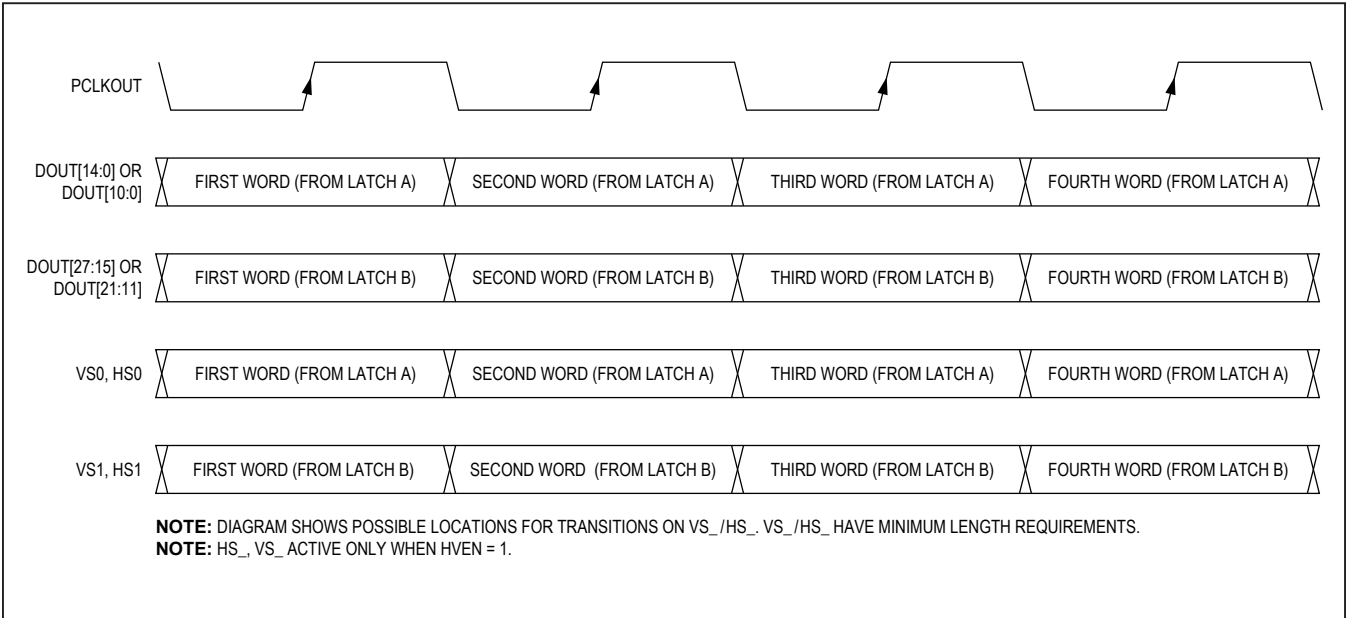 PCLKOUT
DOUT[14:0] OR
DOUT[10:0]
FIRST WORD (FROM LATCH A)
SECOND WORD (FROM LATCH A)
THIRD WORD (FROM LATCH A)
FOURTH WORD (FROM LATCH A)
DOUT[27:15] OR
DOUT[21:11]
FIRST WORD (FROM LATCH B)
SECOND WORD (FROM LATCH B)
THIRD WORD (FROM LATCH B)
FOURTH WORD (FROM LATCH B)
VS0, HS0
FIRST WORD (FROM LATCH A)
SECOND WORD (FROM LATCH A)
THIRD WORD (FROM LATCH A)
FOURTH WORD (FROM LATCH A)
VS1, HS1
FIRST WORD (FROM LATCH B)
SECOND WORD (FROM LATCH B)
THIRD WORD (FROM LATCH B)
FOURTH WORD (FROM LATCH B)
NOTE: DIAGRAM SHOWS POSSIBLE LOCATIONS FOR TRANSITIONS ON VS_/HS_. VS_/HS_ HAVE MINIMUM LENGTH REQUIREMENTS.
NOTE: HS_, VS_ ACTIVE ONLY WHEN HVEN = 1.